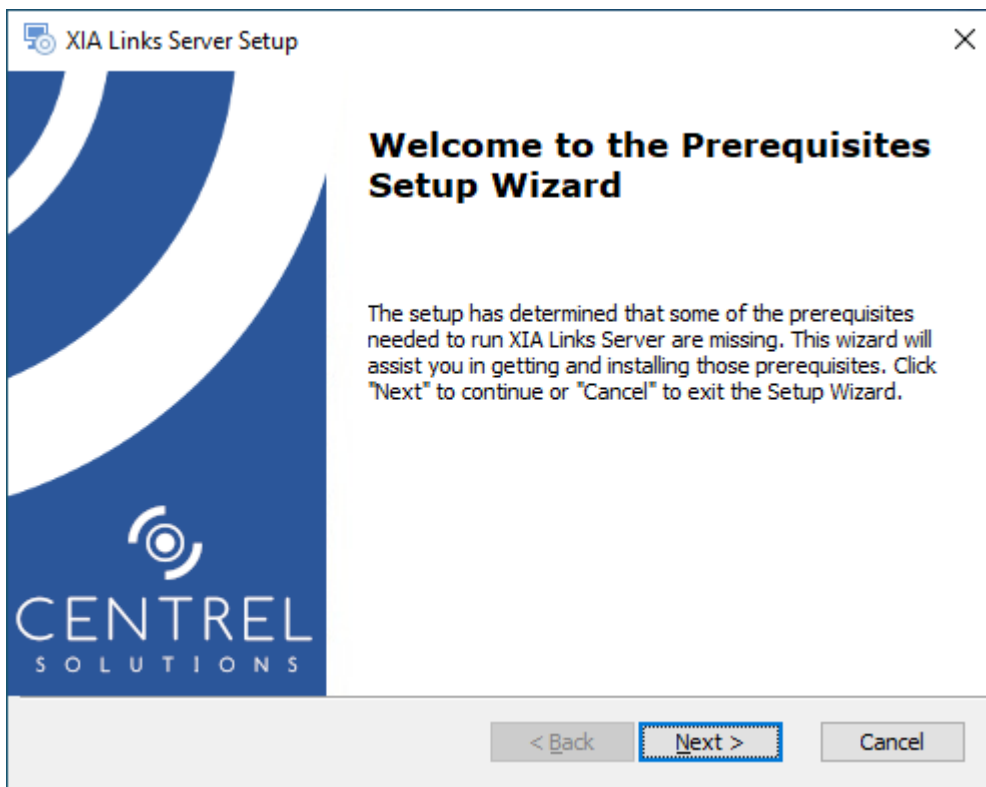 XIA Links Server Setup
Welcome to the Prerequisites
Setup Wizard
The setup has determined that some of the prerequisites
needed to run XIA Links Server are missing. This wizard will
assist you in getting and installing those prerequisites. Click
"Next" to continue or "Cancel" to exit the Setup Wizard.
CENTREL
SOLUTIONS
< Back Next > Cancel